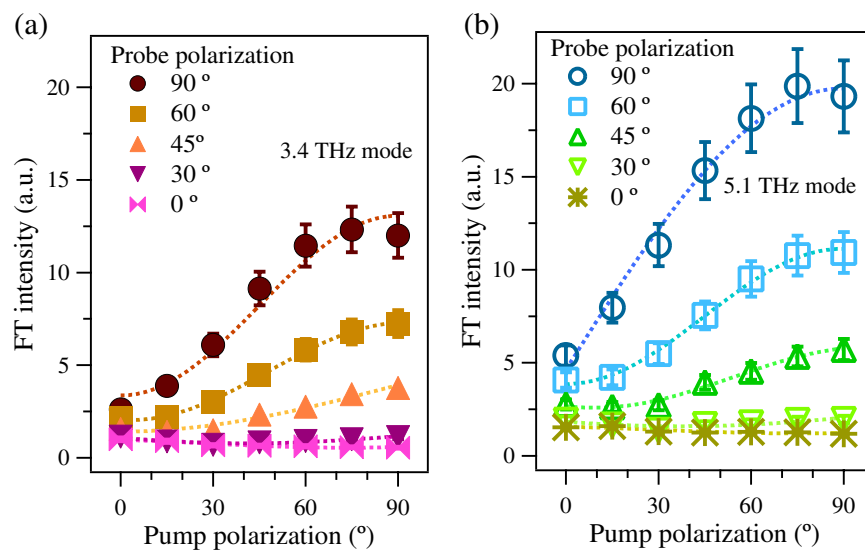 (a)
Probe polarization
90 º
60 º
45º
30 º
0 º
3.4 THz mode
20
15
10
5
0
FT intensity (a.u.)
0
30
60
90
Pump polarization (º)
(b)
Probe polarization
90 º
60 º
45 º
30 º
0 º
5.1 THz mode
20
15
10
5
0
FT intensity (a.u.)
0
30
60
90
Pump polarization (º)